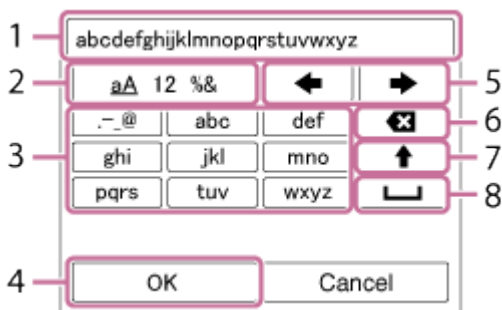 1 abcdefghijklmnopqrstuvwxyz
2 aA 12 %& 5
.-_@ abc def 6
3 ghi jkl mno 7
pqrs tuv wxyz 8
4 OK Cancel